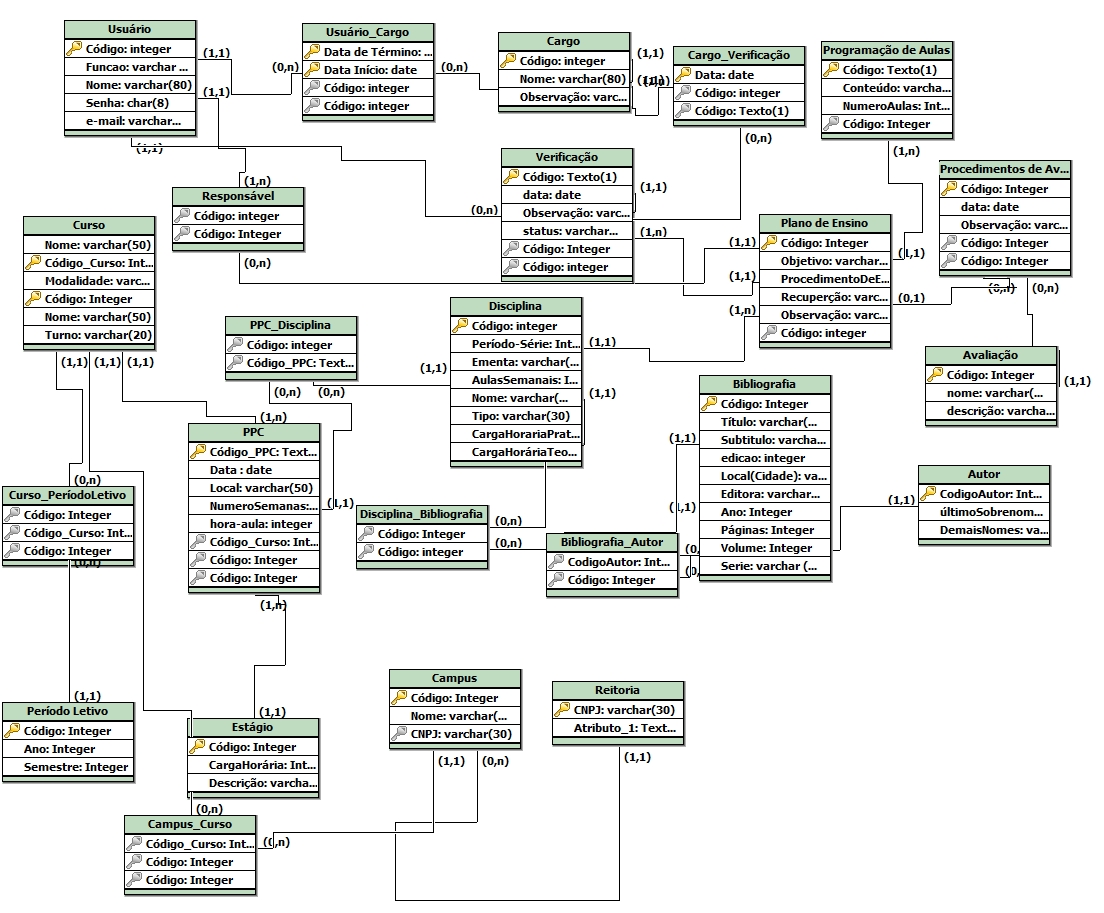 Usuário
Código: integer
Funcao: varchar ...
Nome: varchar(80)
Senha: char(8)
e-mail: varchar...
(1,1)
(1,1)
(1,1)
Usuário_Cargo
Data de Término: ...
Data Início: date
Código: integer
Código: integer
(0,n)
(0,n)
Cargo
Código: integer
Nome: varchar(80)
Observação: varc...
(1,1)
Cargo_Verificação
Data: date
Código: integer
Código: Texto(1)
(0,n)
Programação de Aulas
Código: Texto(1)
Conteúdo: varcha...
NumeroAulas: Int...
Código: Integer
(1,n)
Verificação
Código: Texto(1)
data: date
Observação: varc...
status: varchar...
Código: Integer
Código: integer
(1,1)
(0,n)
(1,n)
Procedimentos de Av...
Código: Integer
data: date
Observação: varc...
Código: Integer
Código: Integer
(0,n)
(0,n)
(1,n)
Responsável
Código: integer
Código: Integer
(0,n)
Curso
Nome: varchar(50)
Código_Curso: Int...
Modalidade: varc...
Código: Integer
Nome: varchar(50)
Turno: varchar(20)
(1,1)
(1,1)
(1,1)
Plano de Ensino
Código: Integer
Objetivo: varchar...
ProcedimentoDeE...
Recuperção: varc...
Observação: varc...
Código: integer
(1,1)
(1,1)
(1,n)
(1,1)
(0,1)
Disciplina
Código: integer
Período-Série: Int...
Ementa: varchar(...
AulasSemanais: I...
Nome: varchar(...
Tipo: varchar(30)
CargaHorariaPrat...
CargaHoráriaTeo...
(1,1)
(1,1)
(1,1)
PPC_Disciplina
Código: integer
Código_PPC: Text...
(0,n)
(0,n)
Avaliação
Código: Integer
nome: varchar(...
descrição: varcha...
(1,1)
Bibliografia
Código: Integer
Título: varchar(...
Subtitulo: varcha...
edicao: integer
Local(Cidade): va...
Editora: varchar...
Ano: Integer
Páginas: Integer
Volume: Integer
Serie: varchar (...
(1,1)
(1,1)
(1,n)
PPC
Código_PPC: Text...
Data : date
Local: varchar(50)
NumeroSemanas:...
hora-aula: integer
Código_Curso: Int...
Código: Integer
Código: Integer
(1,1)
(1,n)
Autor
CodigoAutor: Int...
últimoSobrenom...
DemaisNomes: va...
(1,1)
(0,n)
Curso_PeríodoLetivo
Código: Integer
Código_Curso: Int...
Código: Integer
(0,n)
Disciplina_Bibliografia
Código: Integer
Código: integer
(0,n)
(0,n)
Bibliografia_Autor
CodigoAutor: Int...
Código: Integer
(0,
(0,
(1,1)
Período Letivo
Código: Integer
Ano: Integer
Semestre: Integer
(1,1)
Estágio
Código: Integer
CargaHorária: Int...
Descrição: varcha...
Campus
Código: Integer
Nome: varchar(...
CNPJ: varchar(30)
(1,1)
(0,n)
Reitoria
CNPJ: varchar(30)
Atributo_1: Text...
(1,1)
(0,n)
Campus_Curso
Código_Curso: Int...
Código: Integer
Código: Integer
(0,n)